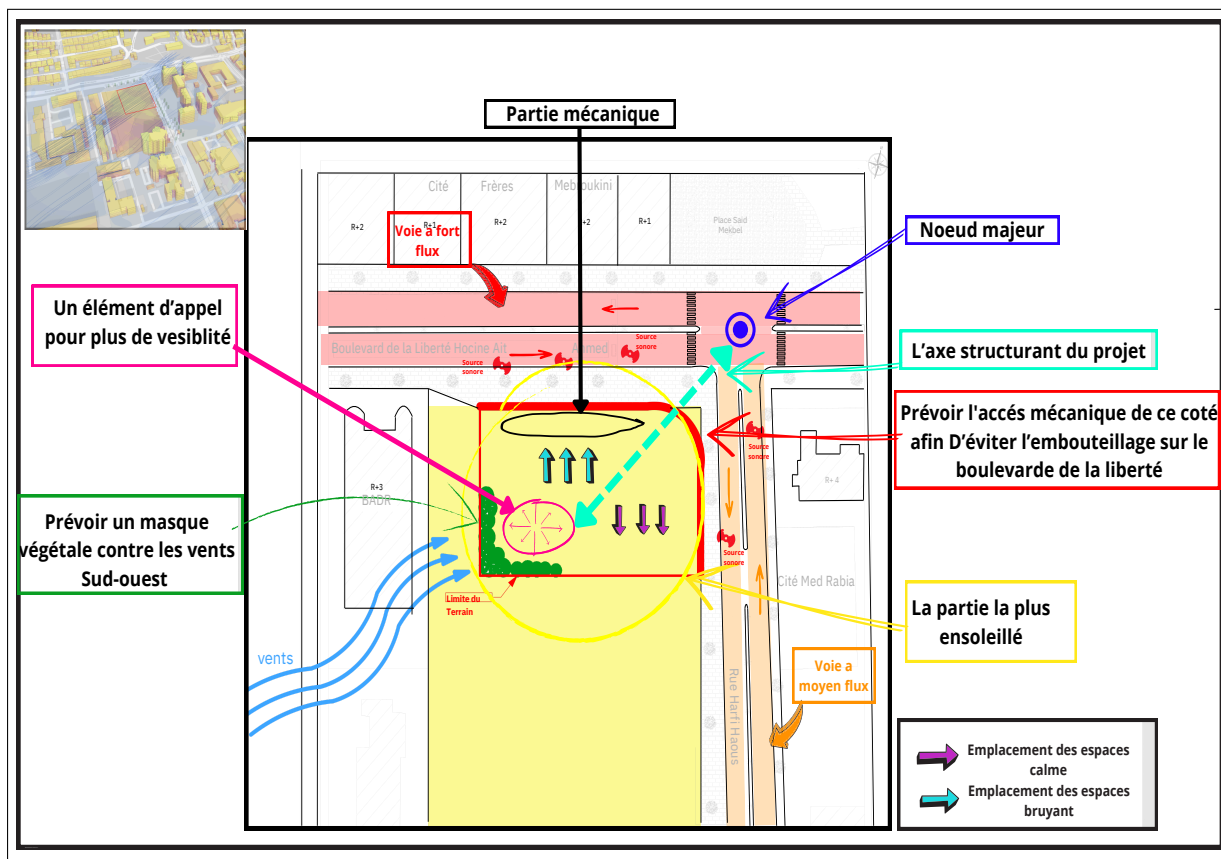 Partie mécanique
Cité
Frères
Mebroukini
R+2
R+1
R+2
R+2
R+1
Place Said
Mekbel
Voie à fort
flux
Noeud majeur
Un élément d’appel
pour plus de vesiblité
Source
sonore
Boulevard de la Liberté Hocine Ait
Ahmed
Source
sonore
L’axe structurant du projet
Prévoir l'accés mécanique de ce coté
afin D’éviter l’embouteillage sur le
boulevarde de la liberté
Source
sonore
R+3
BADR
R+ 4
Prévoir un masque
végétale contre les vents
Sud-ouest
Source
sonore
Cité Med Rabia
Limite du
Terrain
La partie la plus
ensoleillé
vents
Voie a
moyen flux
Rue Harfi Haous
Emplacement des espaces
calme
Emplacement des espaces
bruyant